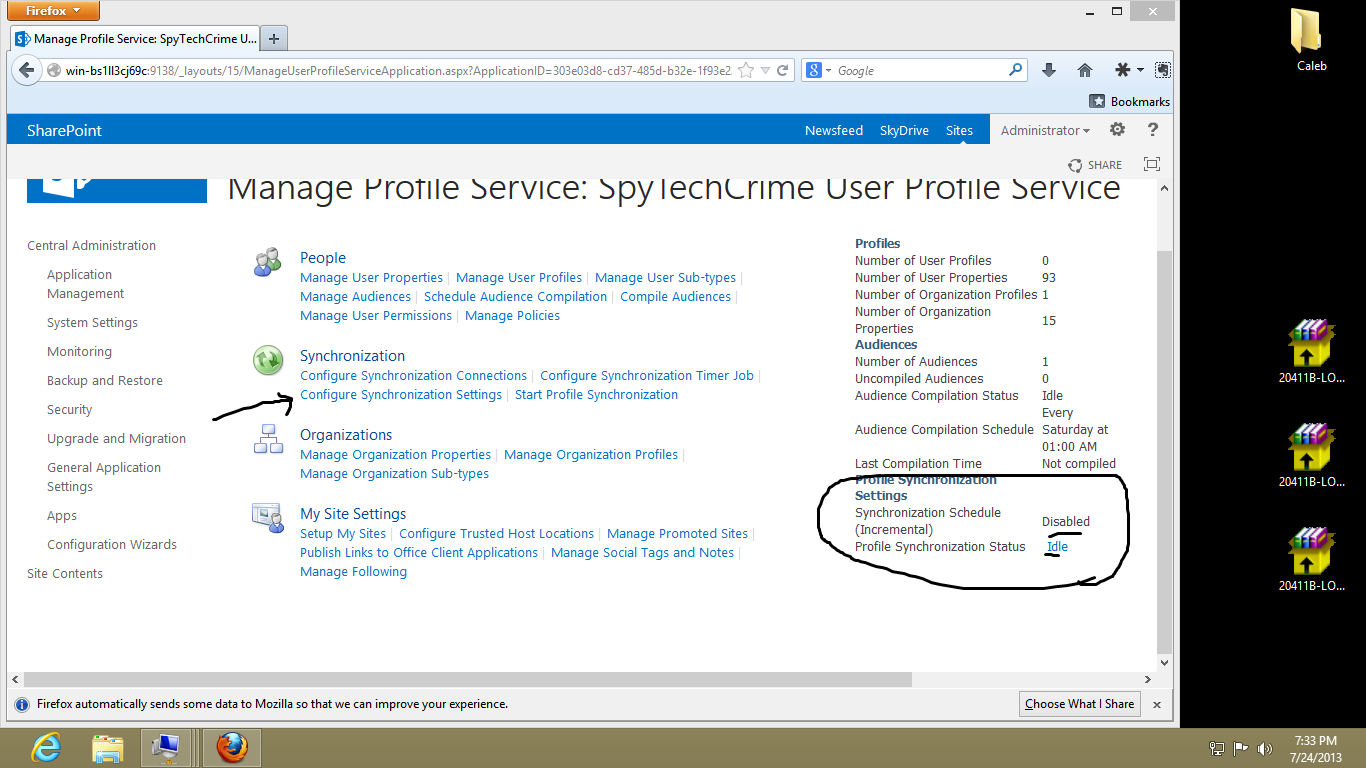 Firefox
Manage Profile Service: SpyTechCrime U...
win-bs1ll3cj69c:9138/_layouts/15/ManageUserProfileServiceApplication.aspx?ApplicationID=303e03d8-cd37-485d-b32e-1f93e2
Google
Bookmarks
SharePoint
Newsfeed SkyDrive Sites Administrator ?
SHARE
Manage Profile Service: SpyTechCrime User Profile Service
Central Administration
Application
Management
System Settings
Monitoring
Backup and Restore
Security
Upgrade and Migration
General Application
Settings
Apps
Configuration Wizards
Site Contents
People
Manage User Properties | Manage User Profiles | Manage User Sub-types |
Manage Audiences | Schedule Audience Compilation | Compile Audiences |
Manage User Permissions | Manage Policies
Synchronization
Configure Synchronization Connections | Configure Synchronization Timer Job |
Configure Synchronization Settings | Start Profile Synchronization
Organizations
Manage Organization Properties | Manage Organization Profiles |
Manage Organization Sub-types
My Site Settings
Setup My Sites | Configure Trusted Host Locations | Manage Promoted Sites |
Publish Links to Office Client Applications | Manage Social Tags and Notes |
Manage Following
Profiles
Number of User Profiles 0
Number of User Properties 93
Number of Organization Profiles 1
Number of Organization
Properties 15
Audiences
Number of Audiences 1
Uncompiled Audiences 0
Audience Compilation Status Idle
Audience Compilation Schedule Every
Saturday at
01:00 AM
Last Compilation Time Not compiled
Profile Synchronization
Settings
Synchronization Schedule
(Incremental) Disabled
Profile Synchronization Status Idle
Firefox automatically sends some data to Mozilla so that we can improve your experience.
Choose What I Share
Caleb
20411B-LO...
20411B-LO...
20411B-LO...
7:33 PM
7/24/2013